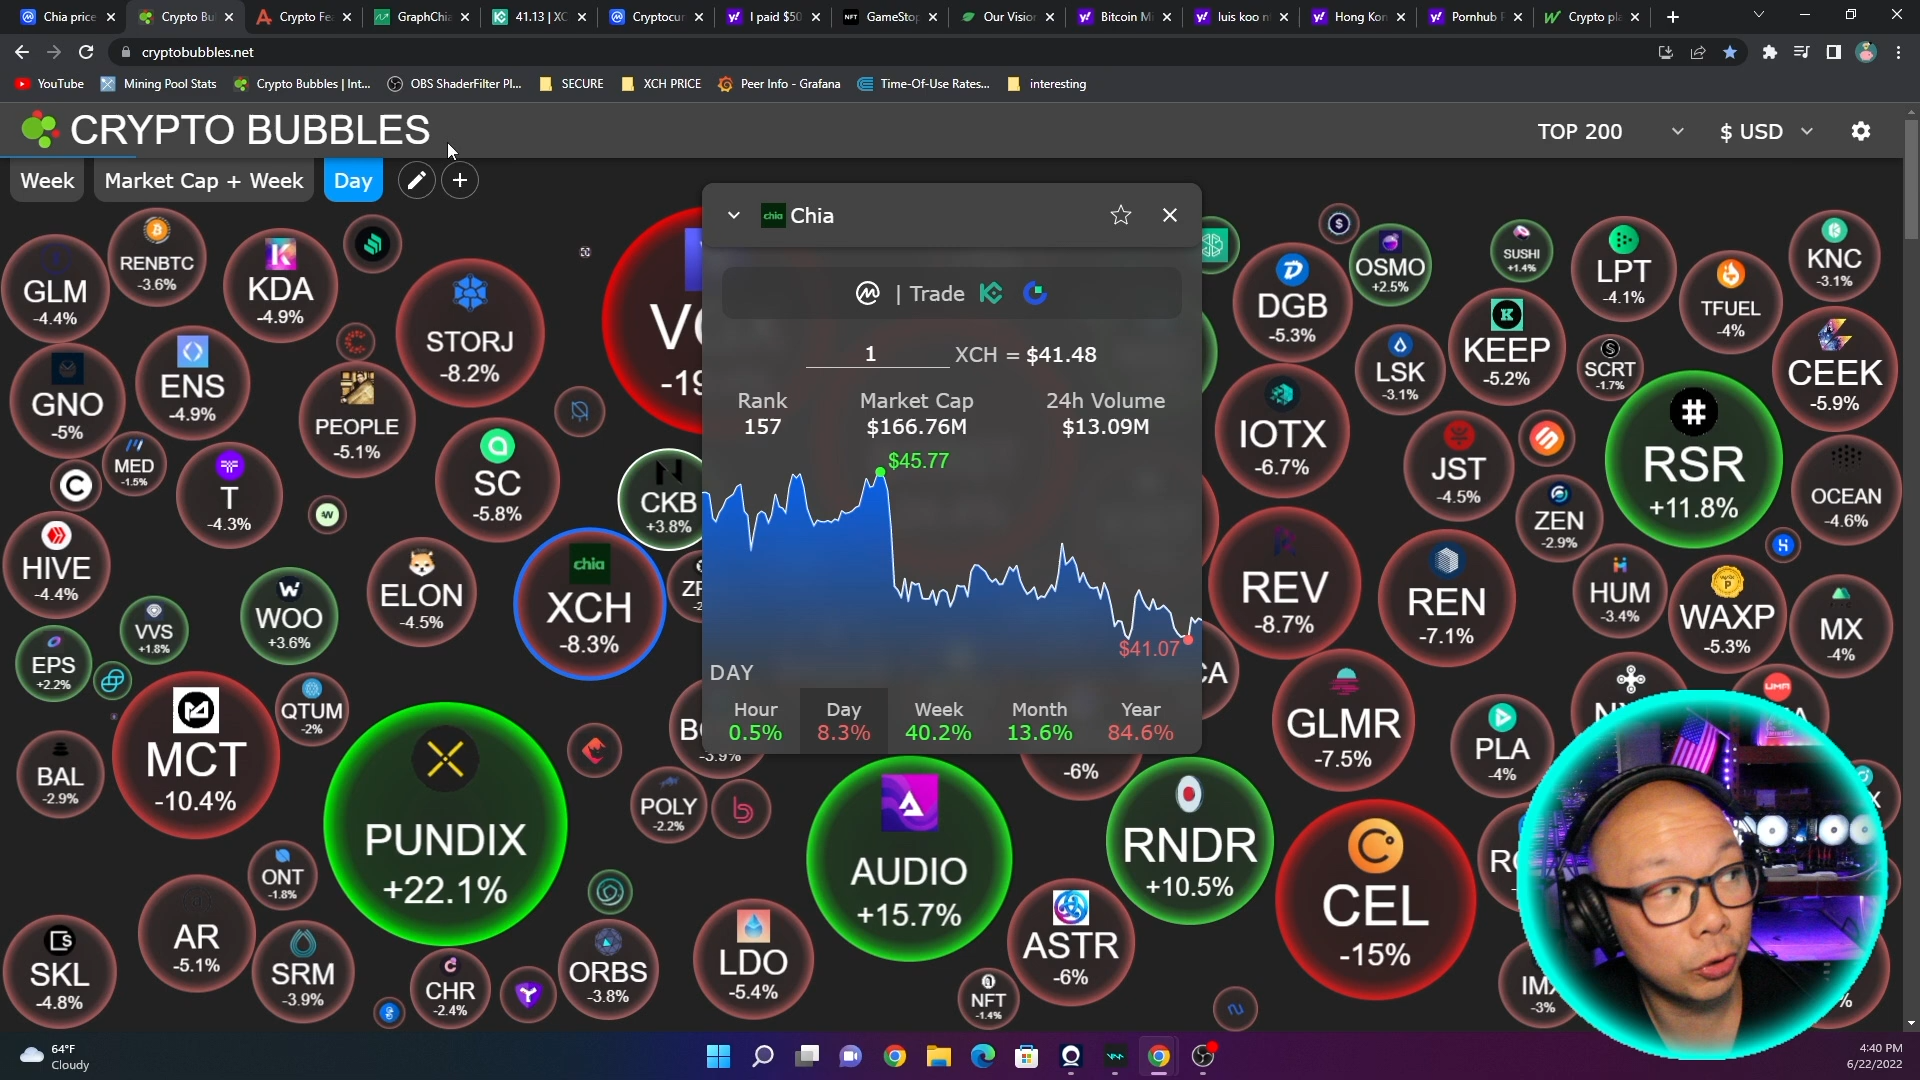 Chia price
Crypto Bu
Crypto Fe
GraphChia
41.13 | XC
Cryptocur
I paid $50
GameStop
Our Vision
Bitcoin Mi
luis koo n
Hong Kon
Pornhub F
Crypto pla
cryptobubbles.net
YouTube
Mining Pool Stats
Crypto Bubbles | Int...
OBS ShaderFilter Pl...
SECURE
XCH PRICE
Peer Info - Grafana
Time-Of-Use Rates...
interesting
CRYPTO BUBBLES
TOP 200
$ USD
Week
Market Cap + Week
Day
chia Chia
| Trade
1 XCH = $41.48
Rank
157
Market Cap
$166.76M
24h Volume
$13.09M
$45.77
$41.07
DAY
Hour
0.5%
Day
8.3%
Week
40.2%
Month
13.6%
Year
84.6%
GLM
-4.4%
RENBTC
-3.6%
KDA
-4.9%
STORJ
-8.2%
GNO
-5%
ENS
-4.9%
PEOPLE
-5.1%
MED
-1.5%
T
-4.3%
SC
-5.8%
CKB
+3.8%
HIVE
-4.4%
VVS
+1.8%
WOO
+3.6%
ELON
-4.5%
chia
XCH
-8.3%
EPS
+2.2%
MCT
-10.4%
QTUM
-2%
BAL
-2.9%
PUNDIX
+22.1%
POLY
-2.2%
-3.9%
ONT
-1.8%
AR
-5.1%
SKL
-4.8%
SRM
-3.9%
CHR
-2.4%
ORBS
-3.8%
LDO
-5.4%
AUDIO
+15.7%
-6%
ASTR
-6%
NFT
-1.4%
RNDR
+10.5%
CEL
-15%
DGB
-5.3%
OSMO
+2.5%
SUSHI
+1.4%
LPT
-4.1%
TFUEL
-4%
KNC
-3.1%
LSK
-3.1%
KEEP
-5.2%
SCRT
-1.7%
CEEK
-5.9%
IOTX
-6.7%
JST
-4.5%
RSR
+11.8%
OCEAN
-4.6%
ZEN
-2.9%
REV
-8.7%
REN
-7.1%
HUM
-3.4%
WAXP
-5.3%
MX
-4%
GLMR
-7.5%
PLA
-4%
UMA
IMX
-3%
64°F
Cloudy
4:40 PM
6/22/2022